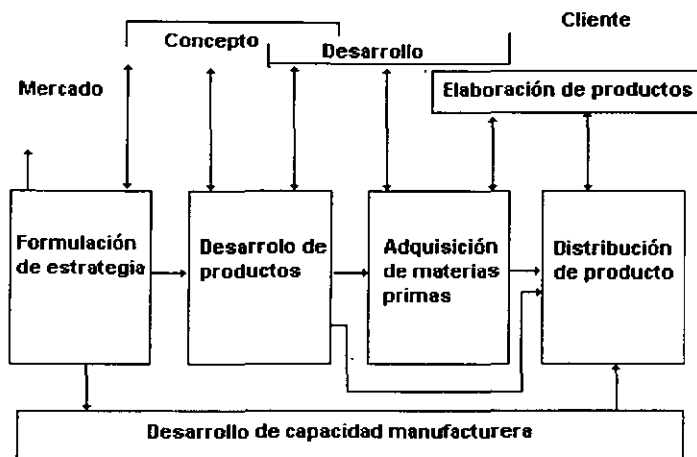 Cliente
Concepto
Desarrollo
Mercado
Elaboración de productos
Formulación
de estrategia
Desarrolo de
productos
Adquisición
de materias
primas
Distribución
de producto
Desarrollo de capacidad manufacturera